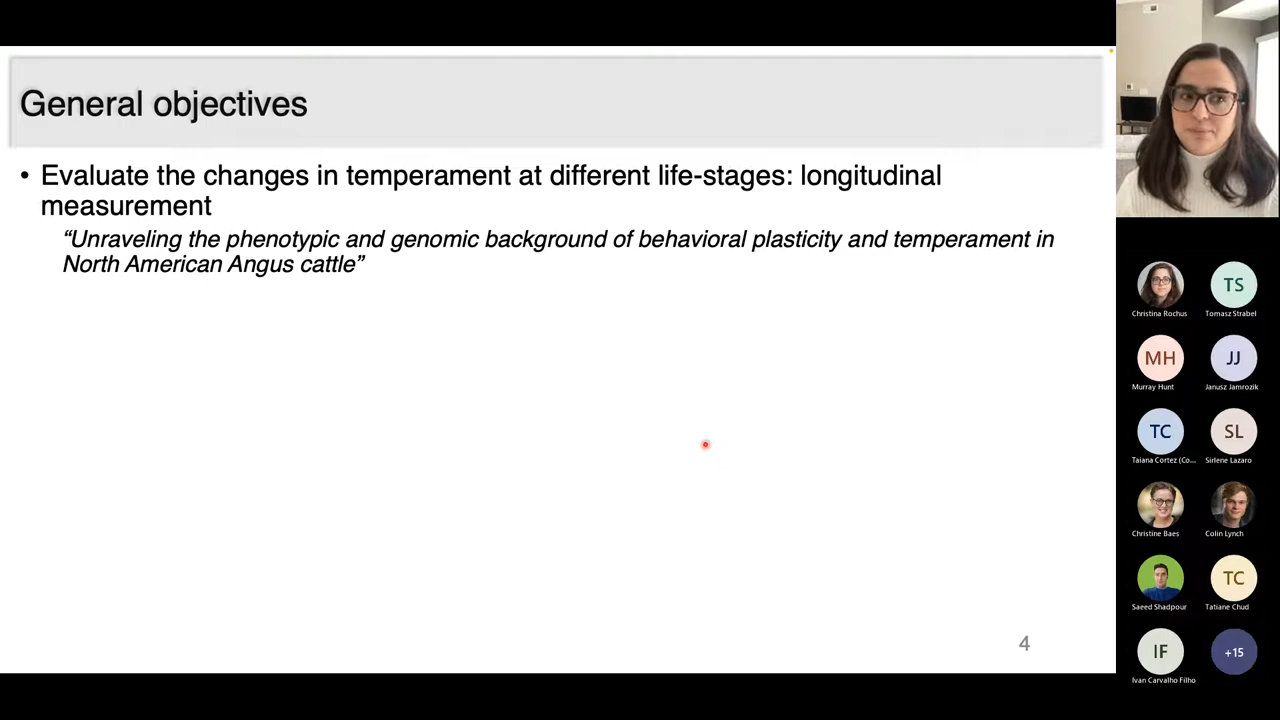 General objectives
• Evaluate the changes in temperament at different life-stages: longitudinal
measurement
“Unraveling the phenotypic and genomic background of behavioral plasticity and temperament in
North American Angus cattle”
4
Christina Rochus
TS
Tomasz Strabel
MH
Murray Hunt
JJ
Janusz Jamrozik
TC
Taiana Cortez (Co...
SL
Sirlene Lazaro
Christine Baes
Colin Lynch
Saeed Shadpour
TC
Tatiane Chud
IF
Ivan Carvalho Filho
+15